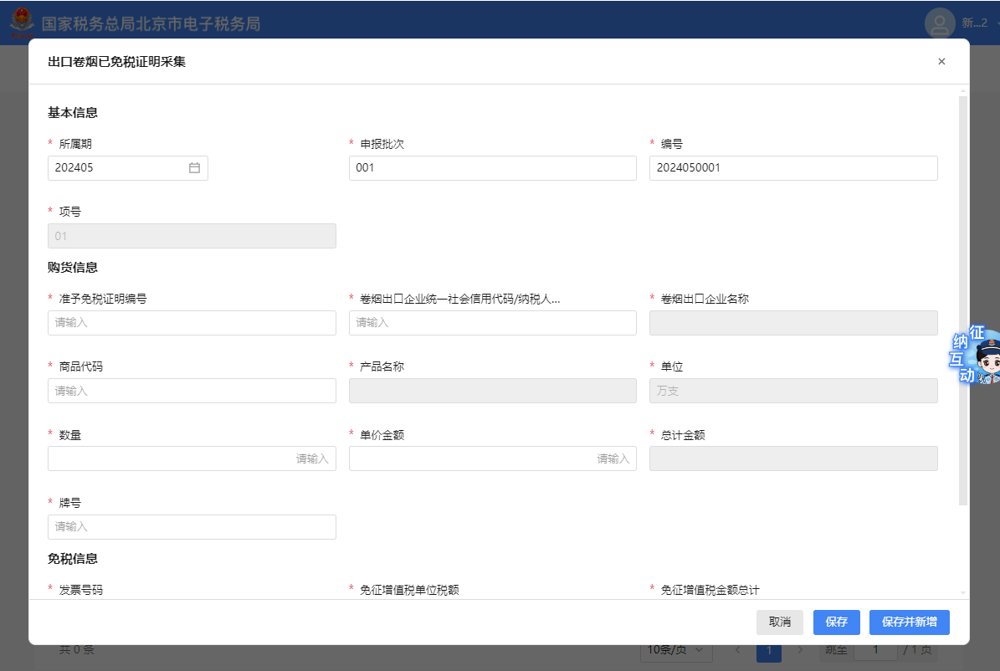 国家税务总局北京市电子税务局
新...2
出口卷烟已免税证明采集
×
基本信息
* 所属期 * 申报批次 * 编号
202405 001 2024050001
* 项号
01
购货信息
* 准予免税证明编号 * 卷烟出口企业统一社会信用代码/纳税人... * 卷烟出口企业名称
请输入 请输入
* 商品代码 * 产品名称 * 单位
请输入 万支
* 数量 * 单价金额 * 总计金额
请输入 请输入
* 牌号
请输入
免税信息
* 发票号码 * 免征增值税单位税额 * 免征增值税金额总计
征纳互动
取消 保存 保存并新增
共 0 条 10条/页 < 1 > 跳至 1 / 1 页